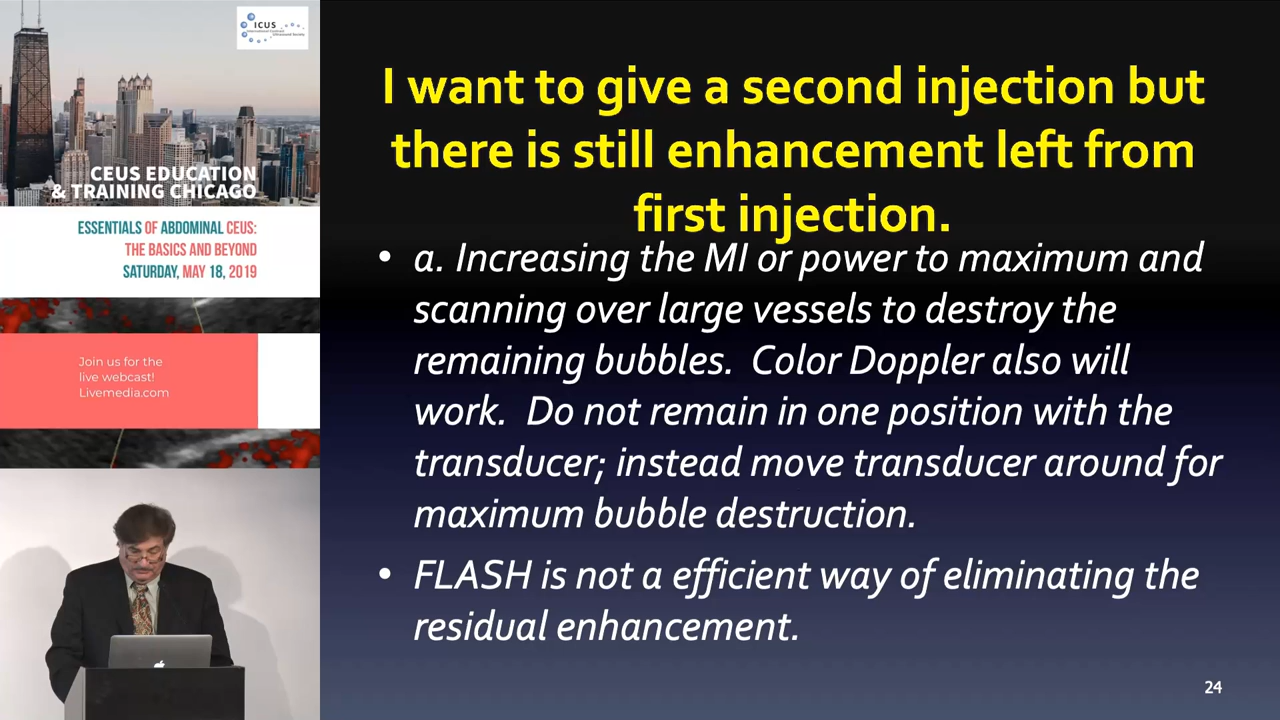 ICUS
International Contrast
Ultrasound Society
CEUS EDUCATION
& TRAINING CHICAGO
ESSENTIALS OF ABDOMINAL CEUS:
THE BASICS AND BEYOND
SATURDAY, MAY 18, 2019
Join us for the
live webcast!
Livemedia.com
I want to give a second injection but
there is still enhancement left from
first injection.
• a. Increasing the MI or power to maximum and
scanning over large vessels to destroy the
remaining bubbles. Color Doppler also will
work. Do not remain in one position with the
transducer; instead move transducer around for
maximum bubble destruction.
• FLASH is not a efficient way of eliminating the
residual enhancement.
24